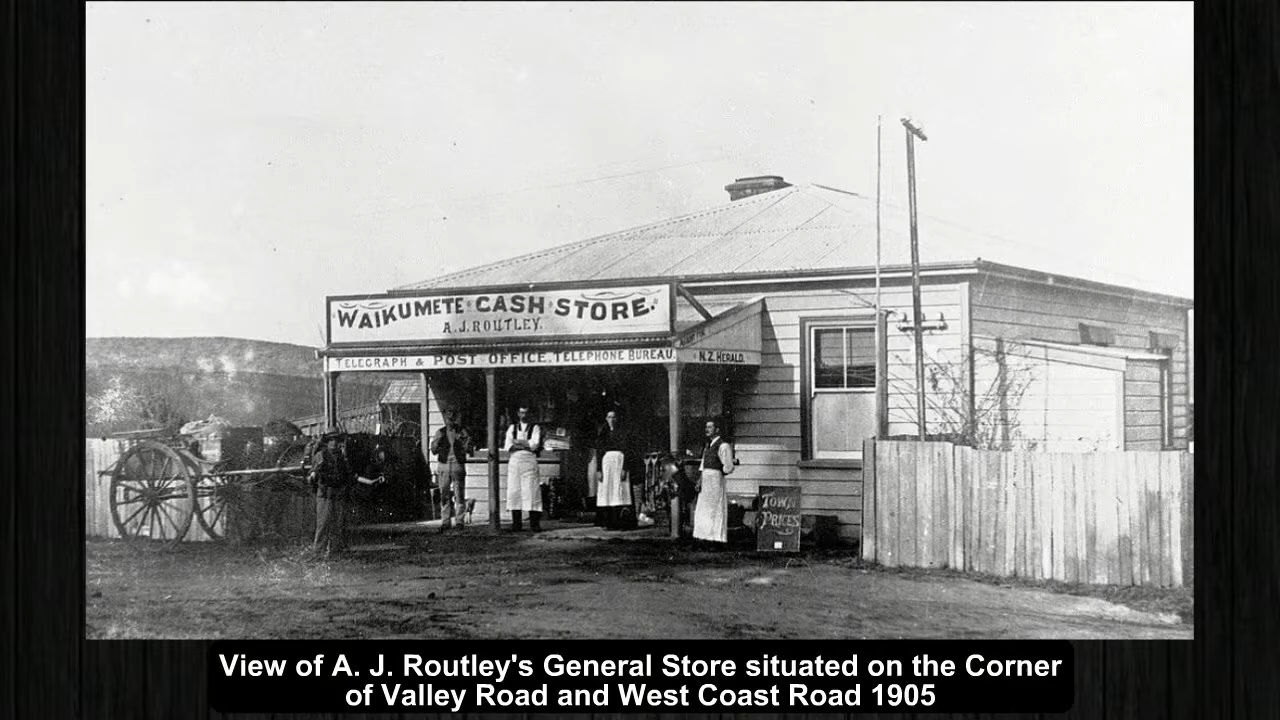 WAIKUMETE CASH STORE.
A.J. ROUTLEY.
TELEGRAPH & POST OFFICE. TELEPHONE BUREAU.
N.Z. HERALD.
TOWN
PRICES
View of A. J. Routley's General Store situated on the Corner
of Valley Road and West Coast Road 1905